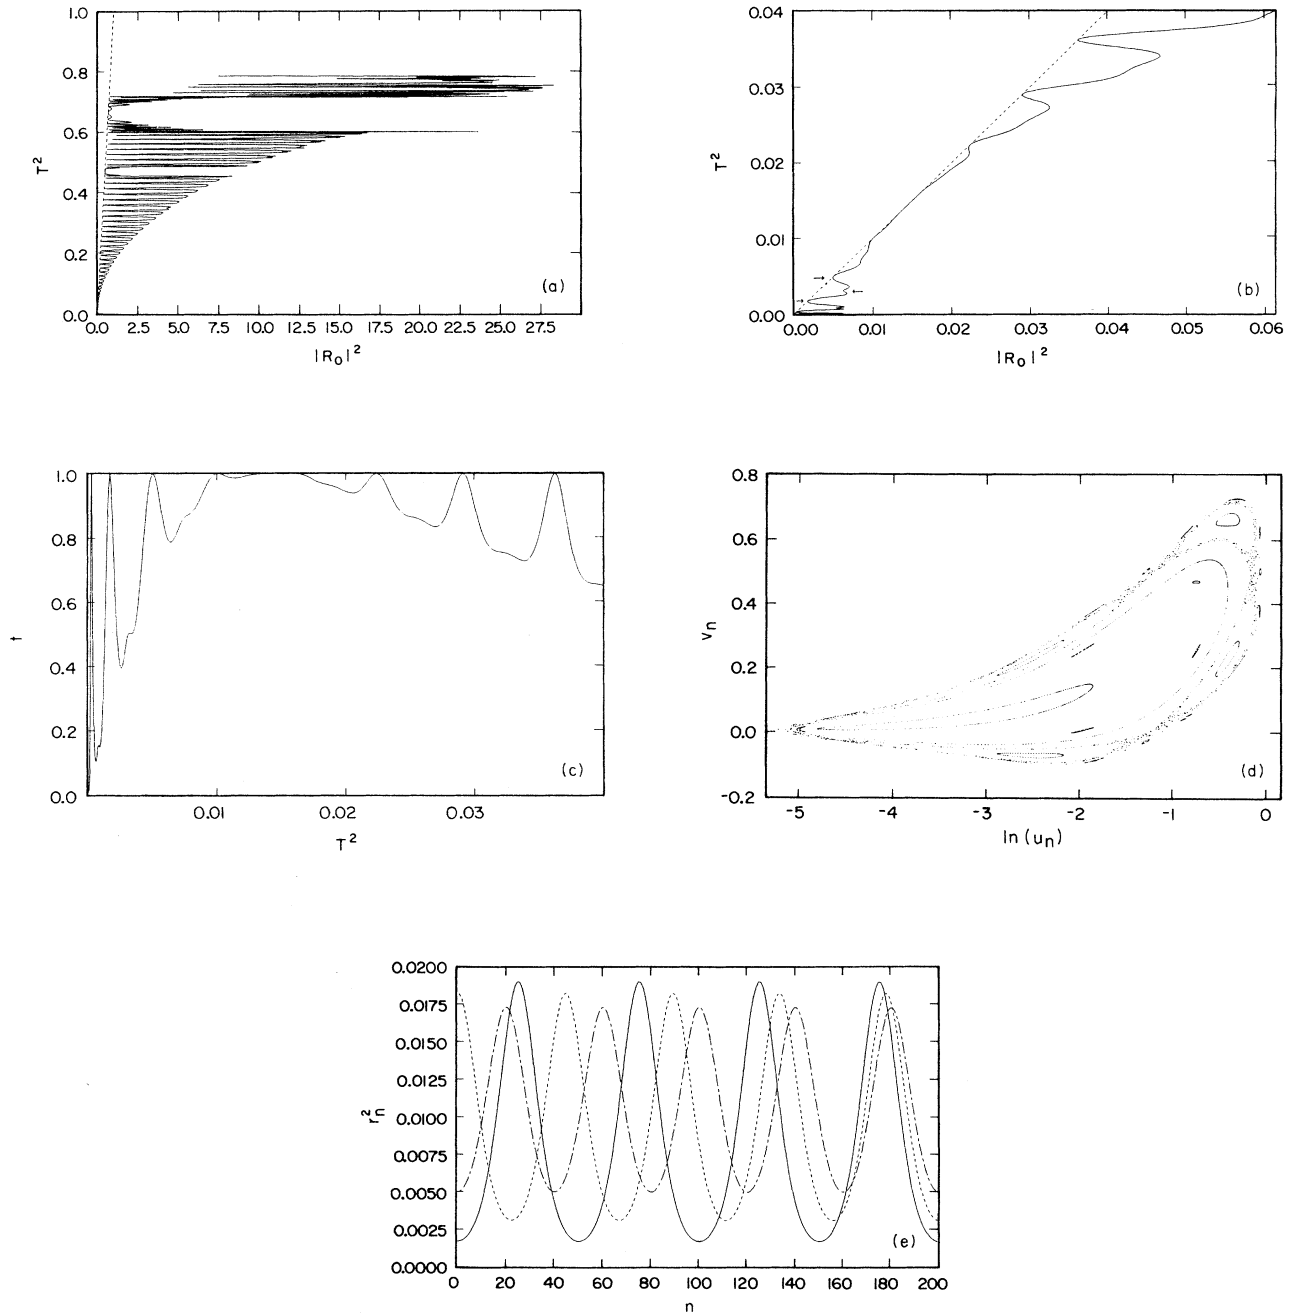 1.0
0.8
0.6
0.4
0.2
0.0
T²
0.0 2.5 5.0 7.5 10.0 12.5 15.0 17.5 20.0 22.5 25.0 27.5
|R₀|²
(a)
0.04
0.03
0.02
0.01
0.00
T²
0.00 0.01 0.02 0.03 0.04 0.05 0.06
|R₀|²
(b)
1.0
0.8
0.6
0.4
0.2
0.0
t
0.01 0.02 0.03
T²
(c)
0.8
0.6
0.4
0.2
0.0
-0.2
vₙ
-5 -4 -3 -2 -1 0
ln(uₙ)
(d)
0.0200
0.0175
0.0150
0.0125
0.0100
0.0075
0.0050
0.0025
0.0000
r²ₙ
0 20 40 60 80 100 120 140 160 180 200
n
(e)